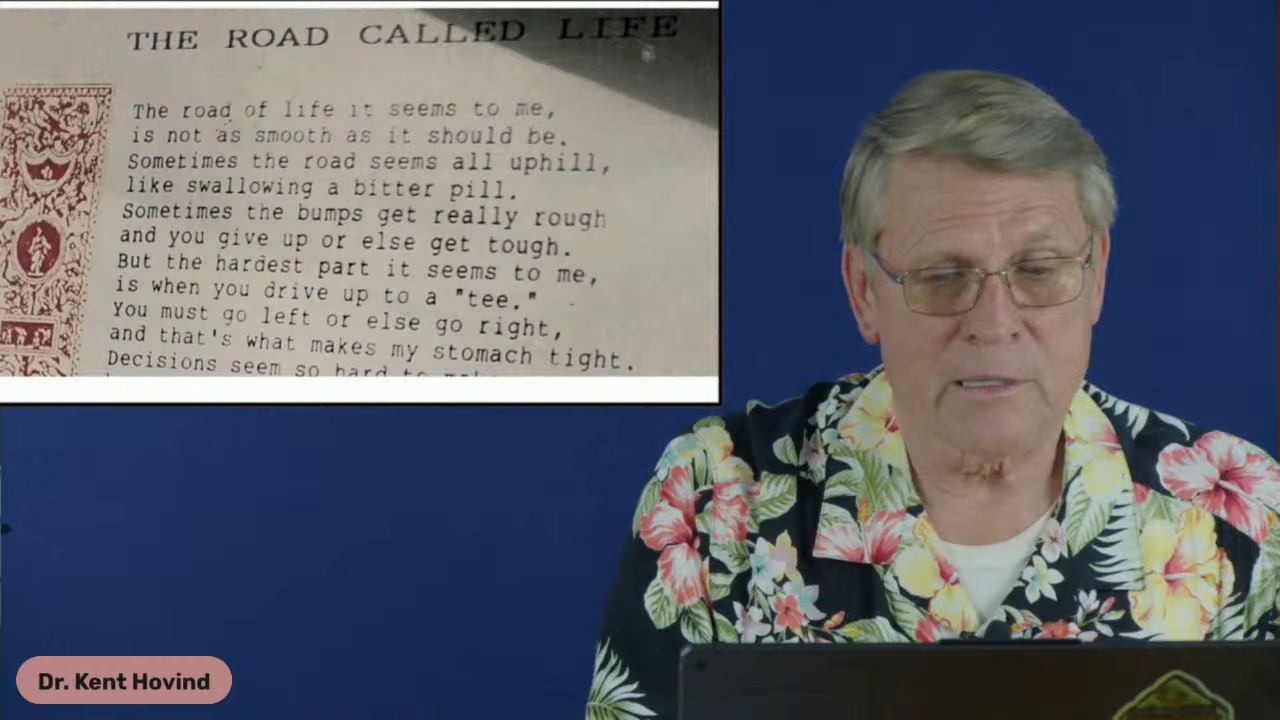 THE ROAD CALLED LIFE
The road of life it seems to me,
is not as smooth as it should be.
Sometimes the road seems all uphill,
like swallowing a bitter pill.
Sometimes the bumps get really rough
and you give up or else get tough.
But the hardest part it seems to me,
is when you drive up to a "tee."
You must go left or else go right,
and that's what makes my stomach tight.
Decisions seem so hard to
Dr. Kent Hovind